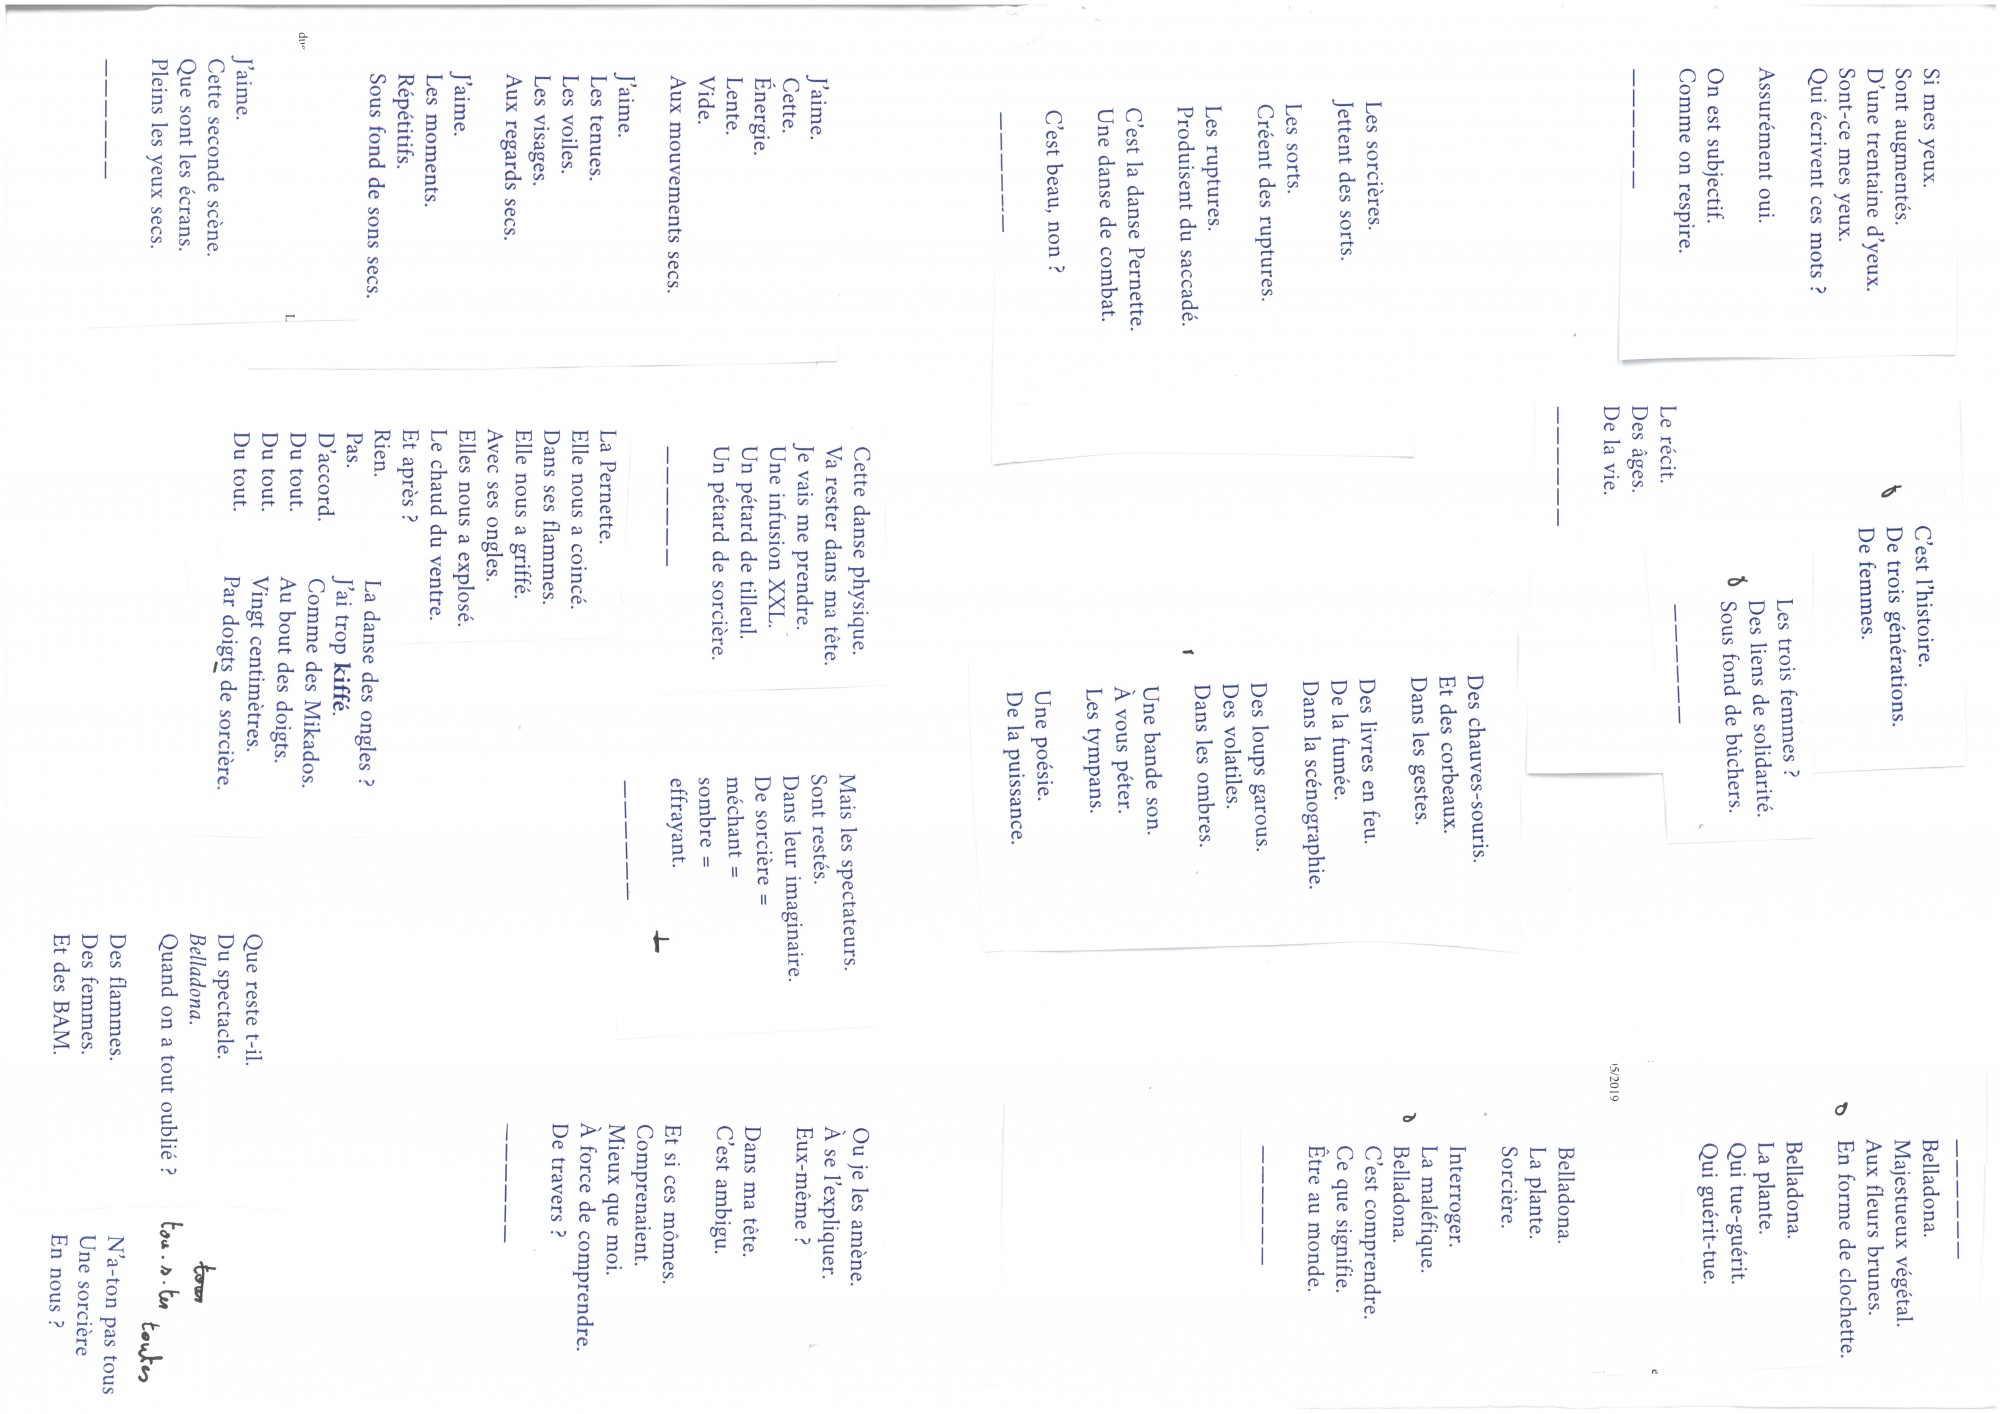 Si mes yeux.
Sont augmentés.
D'une trentaine d'yeux.
Sont-ce mes yeux.
Qui écrivent ces mots ?
Assurément oui.
On est subjectif.
Comme on respire.
——————
C'est l'histoire.
De trois générations.
De femmes.
Les trois femmes ?
Des liens de solidarité.
Sous fond de bûchers.
——————
Le récit.
Des âges.
De la vie.
——————
——————
Belladona.
Majestueux végétal.
Aux fleurs brunes.
En forme de clochette.
Belladona.
La plante.
Qui tue-guérit.
Qui guérit-tue.
15/2019
e
Belladona.
La plante.
Sorcière.
Interroger.
La maléfique.
Belladona.
C'est comprendre.
Ce que signifie.
Être au monde.
——————
Les sorcières.
Jettent des sorts.
Les sorts.
Créent des ruptures.
Les ruptures.
Produisent du saccadé.
C'est la danse Pernette.
Une danse de combat.
C'est beau, non ?
——————
Des chauves-souris.
Et des corbeaux.
Dans les gestes.
Des livres en feu.
De la fumée.
Dans la scénographie.
Des loups garous.
Des volatiles.
Dans les ombres.
Une bande son.
À vous péter.
Les tympans.
Une poésie.
De la puissance.
J'aime.
Cette.
Énergie.
Lente.
Vide.
Aux mouvements secs.
J'aime.
Les tenues.
Les voiles.
Les visages.
Aux regards secs.
J'aime.
Les moments.
Répétitifs.
Sous fond de sons secs.
J'aime.
Cette seconde scène.
Que sont les écrans.
Pleins les yeux secs.
——————
Cette danse physique.
Va rester dans ma tête.
Je vais me prendre.
Une infusion XXL.
Un pétard de tilleul.
Un pétard de sorcière.
——————
La Pernette.
Elle nous a coincé.
Dans ses flammes.
Elle nous a griffé.
Avec ses ongles.
Elles nous a explosé.
Le chaud du ventre.
Et après ?
Rien.
Pas.
D'accord.
Du tout.
Du tout.
Du tout.
La danse des ongles ?
J'ai trop kiffé.
Comme des Mikados.
Au bout des doigts.
Vingt centimètres.
Par doigts de sorcière.
Mais les spectateurs.
Sont restés.
Dans leur imaginaire.
De sorcière =
méchant =
sombre =
effrayant.
——————
Ou je les amène.
À se l'expliquer.
Eux-même ?
Dans ma tête.
C'est ambigu.
Et si ces mômes.
Comprenaient.
Mieux que moi.
À force de comprendre.
De travers ?
——————
Que reste t-il.
Du spectacle.
Belladona.
Quand on a tout oublié ?
Des flammes.
Des femmes.
Et des BAM.
tous
tou.s.tes
toutes
N'a-ton pas tous
Une sorcière
En nous ?